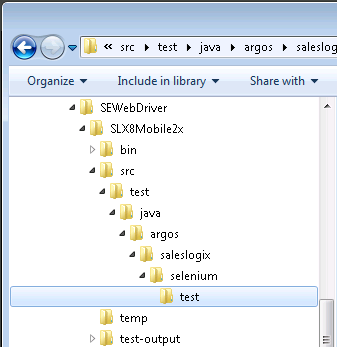 « src test java argos saleslogi
Organize Include in library Share with
SEWebDriver
SLX8Mobile2x
bin
src
test
java
argos
saleslogix
selenium
test
temp
test-output